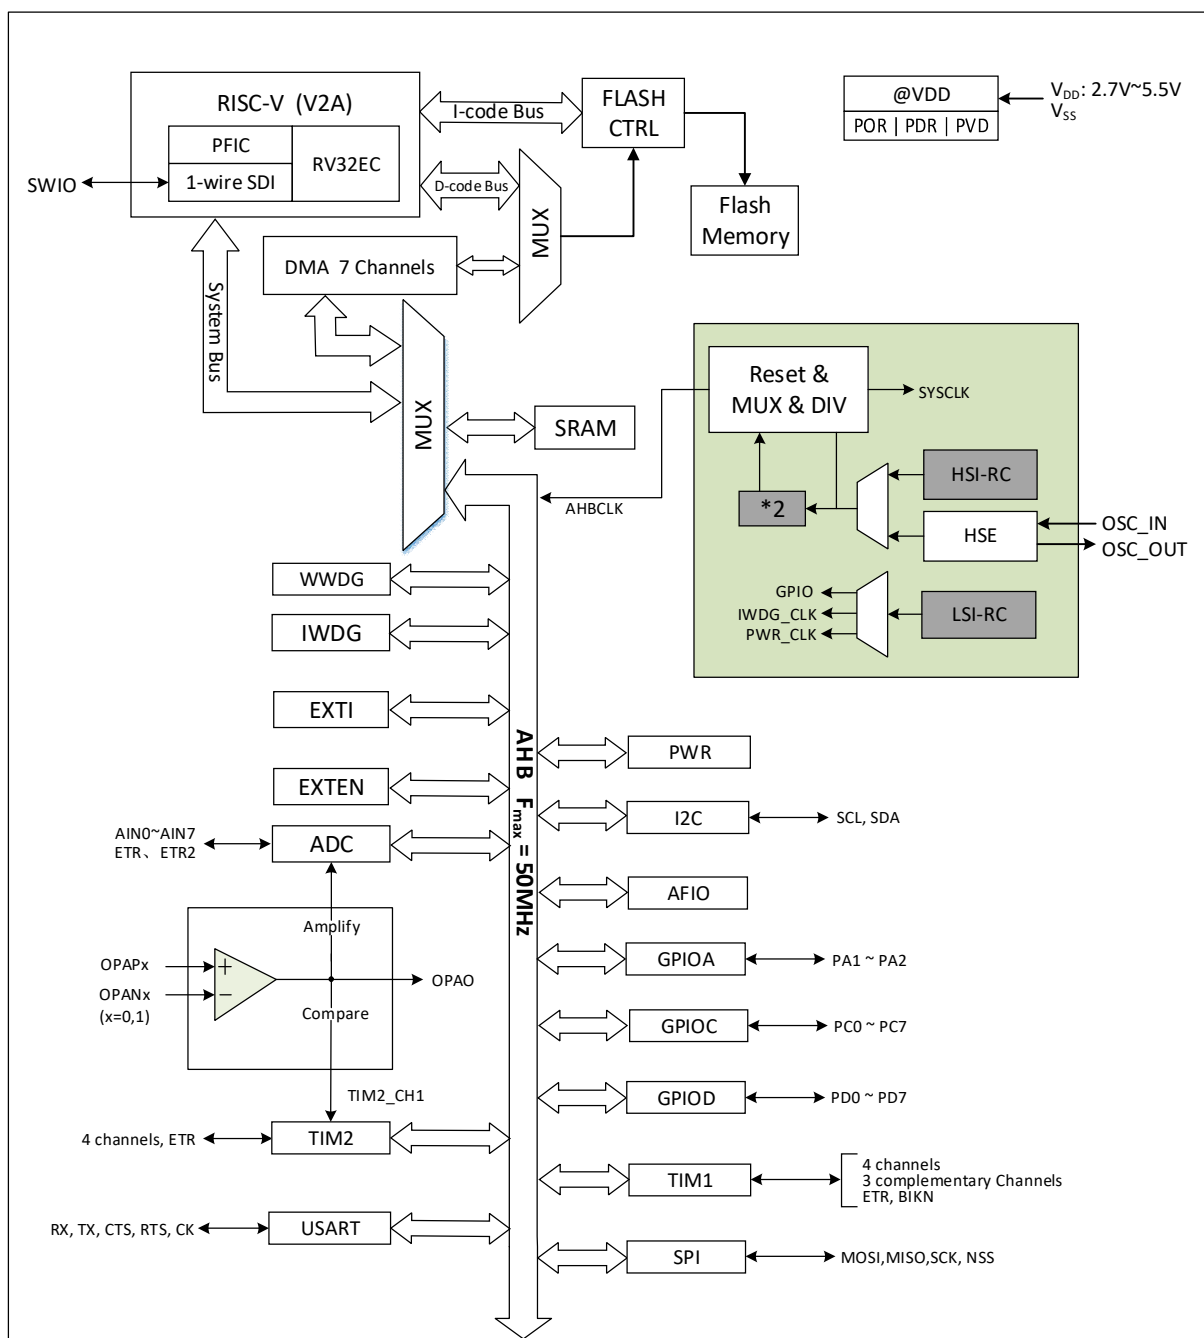 RISC-V (V2A)
PFIC
1-wire SDI
RV32EC
SWIO
I-code Bus
D-code Bus
FLASH
CTRL
Flash
Memory
MUX
@VDD
POR | PDR | PVD
VDD: 2.7V~5.5V
VSS
DMA 7 Channels
System Bus
MUX
SRAM
Reset &
MUX & DIV
SYSCLK
AHBCLK
*2
HSI-RC
HSE
OSC_IN
OSC_OUT
GPIO
IWDG_CLK
PWR_CLK
LSI-RC
AHB Fmax = 50MHz
WWDG
IWDG
EXTI
EXTEN
AIN0~AIN7
ETR、ETR2
ADC
Amplify
OPAPx
OPANx
(x=0,1)
+
−
OPAO
Compare
TIM2_CH1
4 channels, ETR
TIM2
RX, TX, CTS, RTS, CK
USART
PWR
I2C
SCL, SDA
AFIO
GPIOA
PA1 ~ PA2
GPIOC
PC0 ~ PC7
GPIOD
PD0 ~ PD7
TIM1
4 channels
3 complementary Channels
ETR, BIKN
SPI
MOSI,MISO,SCK, NSS